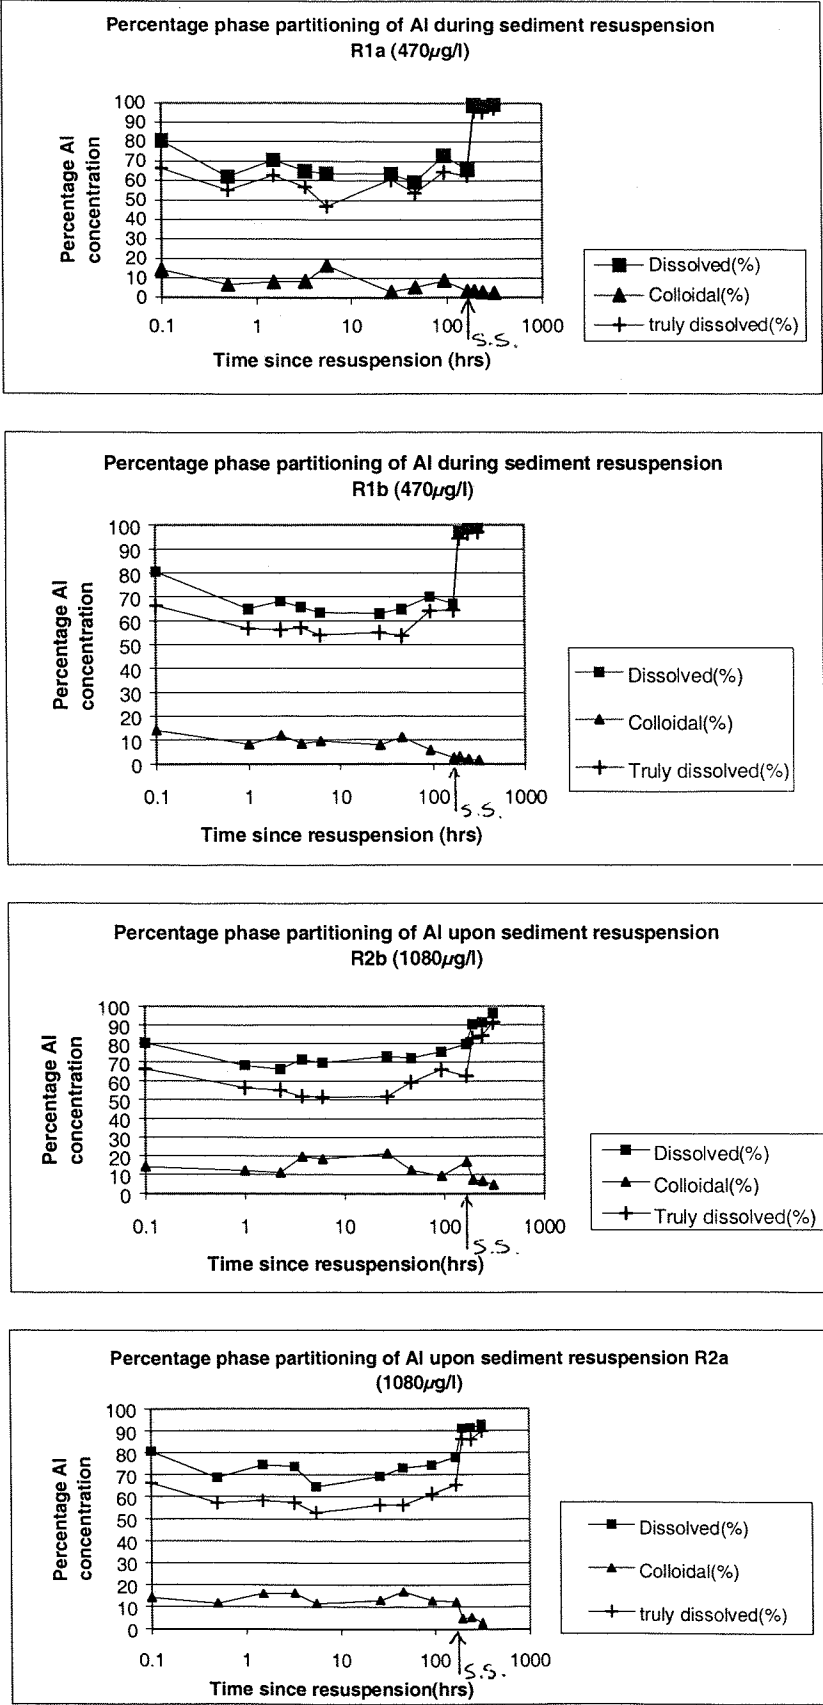 Percentage phase partitioning of Al during sediment resuspension
R1a (470µg/l)
Percentage Al
concentration
100
90
80
70
60
50
40
30
20
10
0
0.1 1 10 100 1000
S.S.
Time since resuspension (hrs)
Dissolved(%)
Colloidal(%)
truly dissolved(%)
Percentage phase partitioning of Al during sediment resuspension
R1b (470µg/l)
Percentage Al
concentration
100
90
80
70
60
50
40
30
20
10
0
0.1 1 10 100 1000
S.S.
Time since resuspension (hrs)
Dissolved(%)
Colloidal(%)
Truly dissolved(%)
Percentage phase partitioning of Al upon sediment resuspension
R2b (1080µg/l)
Percentage Al
concentration
100
90
80
70
60
50
40
30
20
10
0
0.1 1 10 100 1000
S.S.
Time since resuspension(hrs)
Dissolved(%)
Colloidal(%)
Truly dissolved(%)
Percentage phase partitioning of Al upon sediment resuspension R2a
(1080µg/l)
Percentage Al
concentration
100
90
80
70
60
50
40
30
20
10
0
0.1 1 10 100 1000
S.S.
Time since resuspension(hrs)
Dissolved(%)
Colloidal(%)
truly dissolved(%)